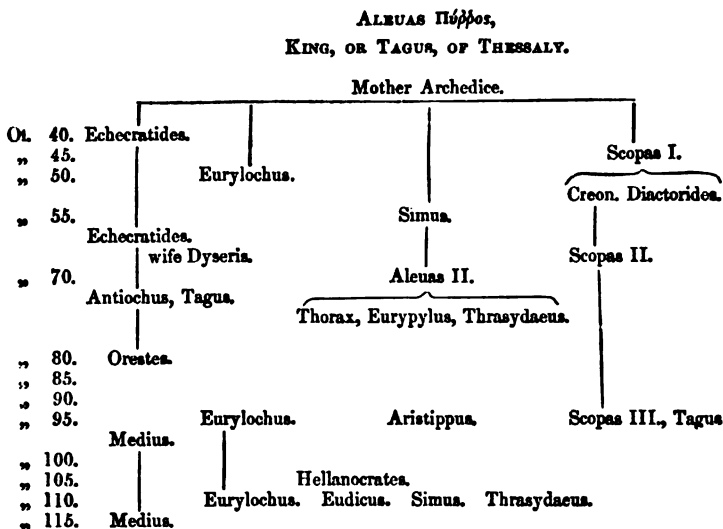 ALEUAS Πύῤῥος,
KING, OR TAGUS, OF THESSALY.
Mother Archedice.
Ol. 40. Echecratides.
„ 45. Scopas I.
„ 50. Eurylochus.
Creon. Diactorides.
„ 55. Simus.
Echecratides.
wife Dyseris. Scopas II.
„ 70. Aleuas II.
Antiochus, Tagus.
Thorax, Eurypylus, Thrasydaeus.
„ 80. Orestes.
„ 85.
„ 90.
„ 95. Eurylochus. Aristippus. Scopas III., Tagus
Medius.
„ 100.
„ 105. Hellanocrates.
„ 110. Eurylochus. Eudicus. Simus. Thrasydaeus.
„ 115. Medius.